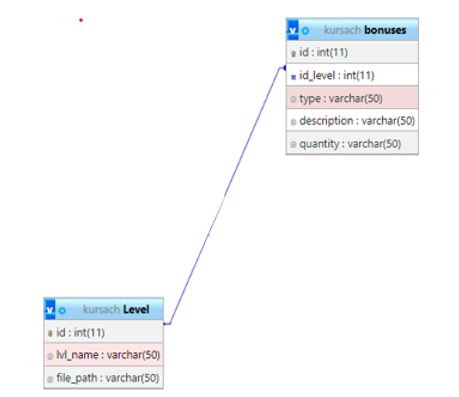 kursach bonuses
id : int(11)
id_level : int(11)
type : varchar(50)
description : varchar(50)
quantity : varchar(50)
kursach Level
id : int(11)
lvl_name : varchar(50)
file_path : varchar(50)